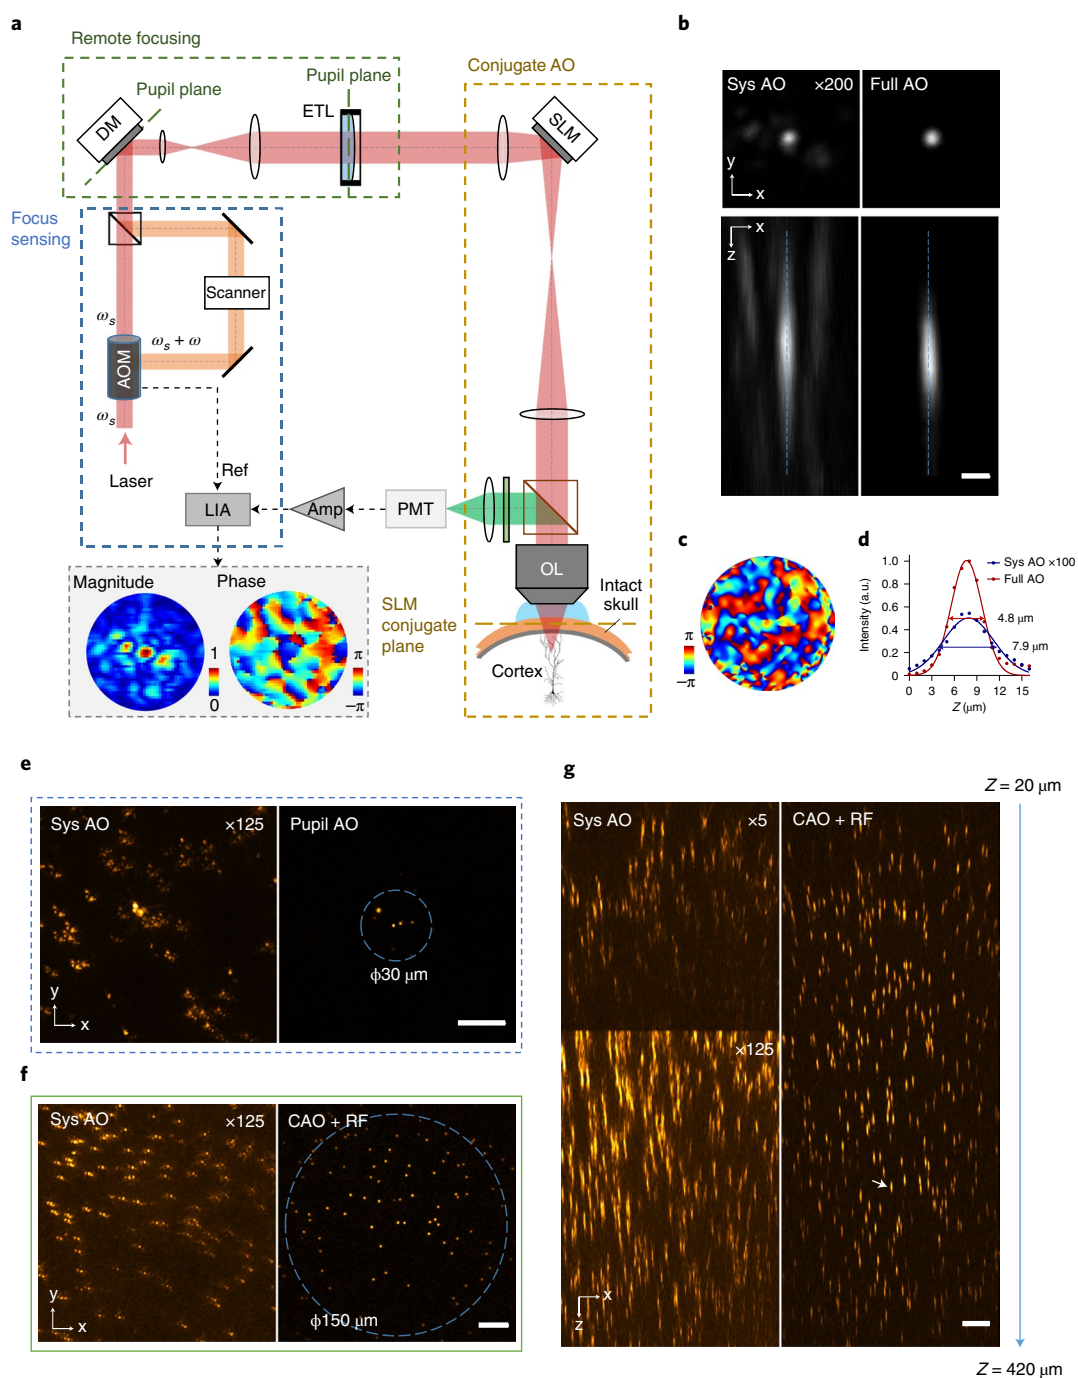 a
Remote focusing
Pupil plane
Pupil plane
ETL
DM
Conjugate AO
SLM
Focus
sensing
Scanner
ωs
ωs + ω
AOM
ωs
Laser
Ref
LIA
Amp
PMT
OL
Intact
skull
SLM
conjugate
plane
Cortex
Magnitude
Phase
1
0
π
−π
b
Sys AO
×200
Full AO
y
x
x
z
c
π
−π
d
Sys AO ×100
Full AO
Intensity (a.u.)
1.0
0.8
0.6
0.4
0.2
0
4.8 μm
7.9 μm
0 3 6 9 12 15
Z (μm)
e
Sys AO
×125
Pupil AO
ϕ30 μm
y
x
f
Sys AO
×125
CAO + RF
ϕ150 μm
y
x
g
Z = 20 μm
Sys AO
×5
CAO + RF
×125
x
z
Z = 420 μm